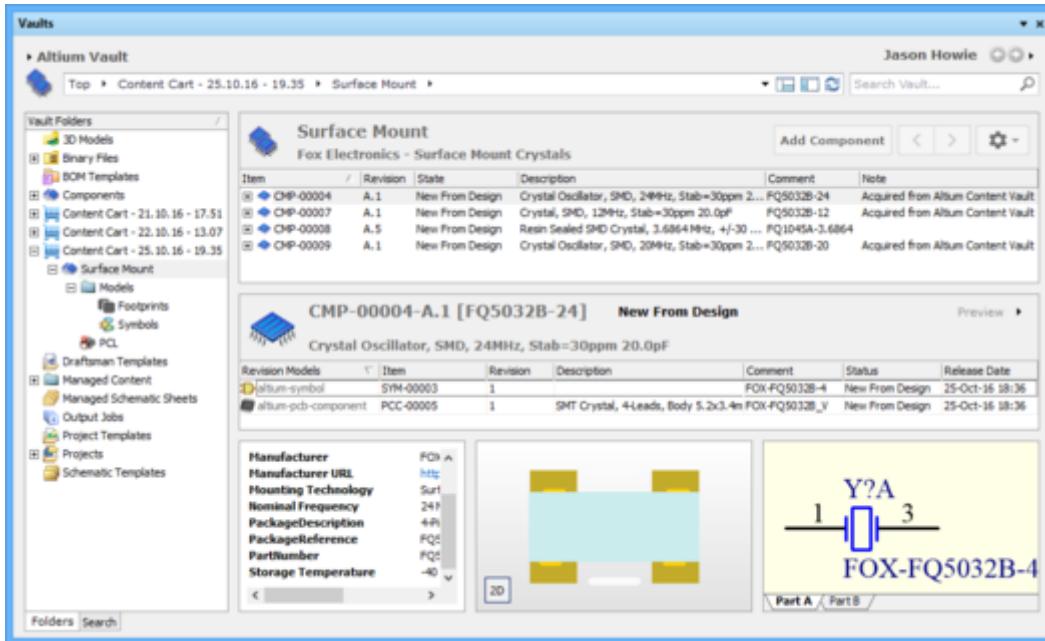 Vaults
Altium Vault
Jason Howie
Top Content Cart - 25.10.16 - 19.35 Surface Mount
Search Vault...
Vault Folders
3D Models
Binary Files
BOM Templates
Components
Content Cart - 21.10.16 - 17.51
Content Cart - 22.10.16 - 13.07
Content Cart - 25.10.16 - 19.35
Surface Mount
Models
Footprints
Symbols
PCL
Draftsman Templates
Managed Content
Managed Schematic Sheets
Output Jobs
Project Templates
Projects
Schematic Templates
Folders Search
Surface Mount
Fox Electronics - Surface Mount Crystals
Add Component
Item Revision State Description Comment Note
CMP-00004 A.1 New From Design Crystal Oscillator, SMD, 24MHz, Stab=30ppm 2... FQ5032B-24 Acquired from Altium Content Vault
CMP-00007 A.1 New From Design Crystal, SMD, 12MHz, Stab=30ppm 20.0pF FQ5032B-12 Acquired from Altium Content Vault
CMP-00008 A.5 New From Design Resin Sealed SMD Crystal, 3.6864 MHz, +/-30 ... FQ1045A-3.6864
CMP-00009 A.1 New From Design Crystal Oscillator, SMD, 20MHz, Stab=30ppm 2... FQ5032B-20 Acquired from Altium Content Vault
CMP-00004-A.1 [FQ5032B-24] New From Design
Preview
Crystal Oscillator, SMD, 24MHz, Stab=30ppm 20.0pF
Revision Models Item Revision Description Comment Status Release Date
altium-symbol SYM-00003 1 FOX-FQ5032B-4 New From Design 25-Oct-16 18:36
altium-pcb-component PCC-00005 1 SMT Crystal, 4-Leads, Body 5.2x3.4m FOX-FQ5032B_V New From Design 25-Oct-16 18:36
Manufacturer FOX
Manufacturer URL http
Mounting Technology Surf
Nominal Frequency 24 M
PackageDescription 4-Pi
PackageReference FQ5
PartNumber FQ5
Storage Temperature -40
2D
Y?A
1 3
FOX-FQ5032B-4
Part A Part B